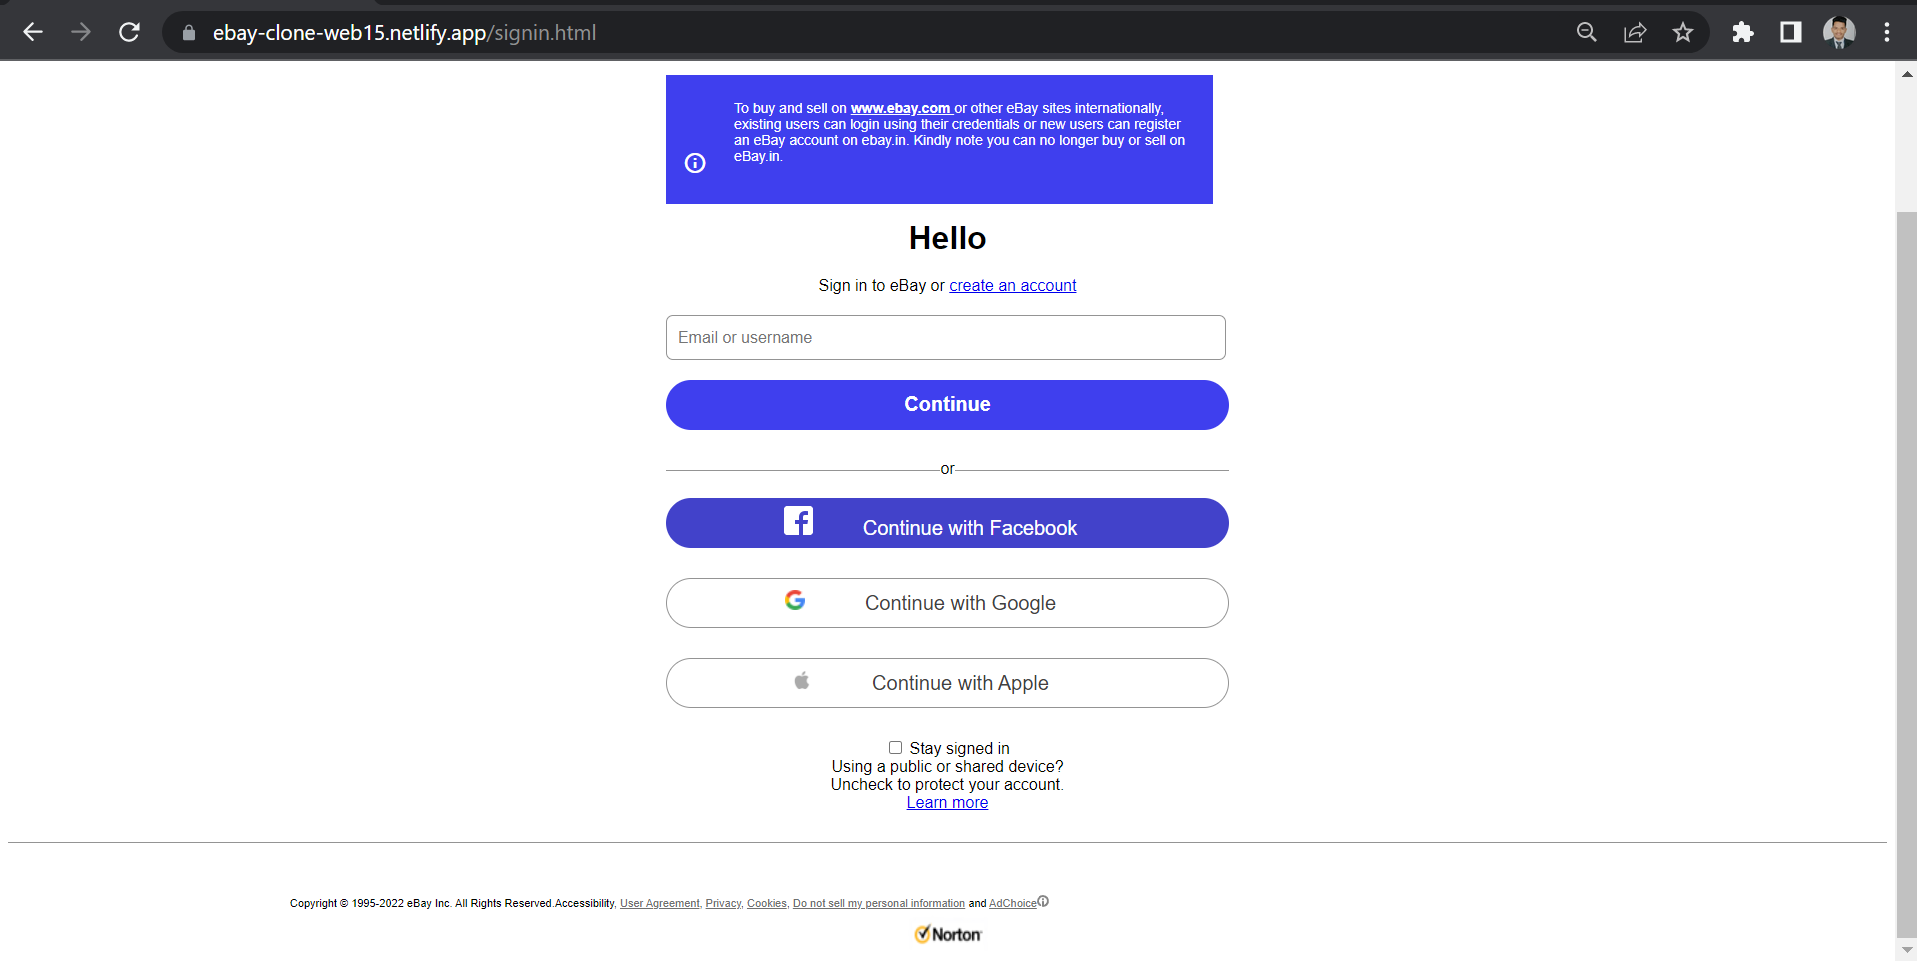 ebay-clone-web15.netlify.app/signin.html
To buy and sell on www.ebay.com or other eBay sites internationally,
existing users can login using their credentials or new users can register
an eBay account on ebay.in. Kindly note you can no longer buy or sell on
eBay.in.
Hello
Sign in to eBay or create an account
Email or username
Continue
or
Continue with Facebook
Continue with Google
Continue with Apple
Stay signed in
Using a public or shared device?
Uncheck to protect your account.
Learn more
Copyright © 1995-2022 eBay Inc. All Rights Reserved.Accessibility, User Agreement, Privacy, Cookies, Do not sell my personal information and AdChoice
Norton